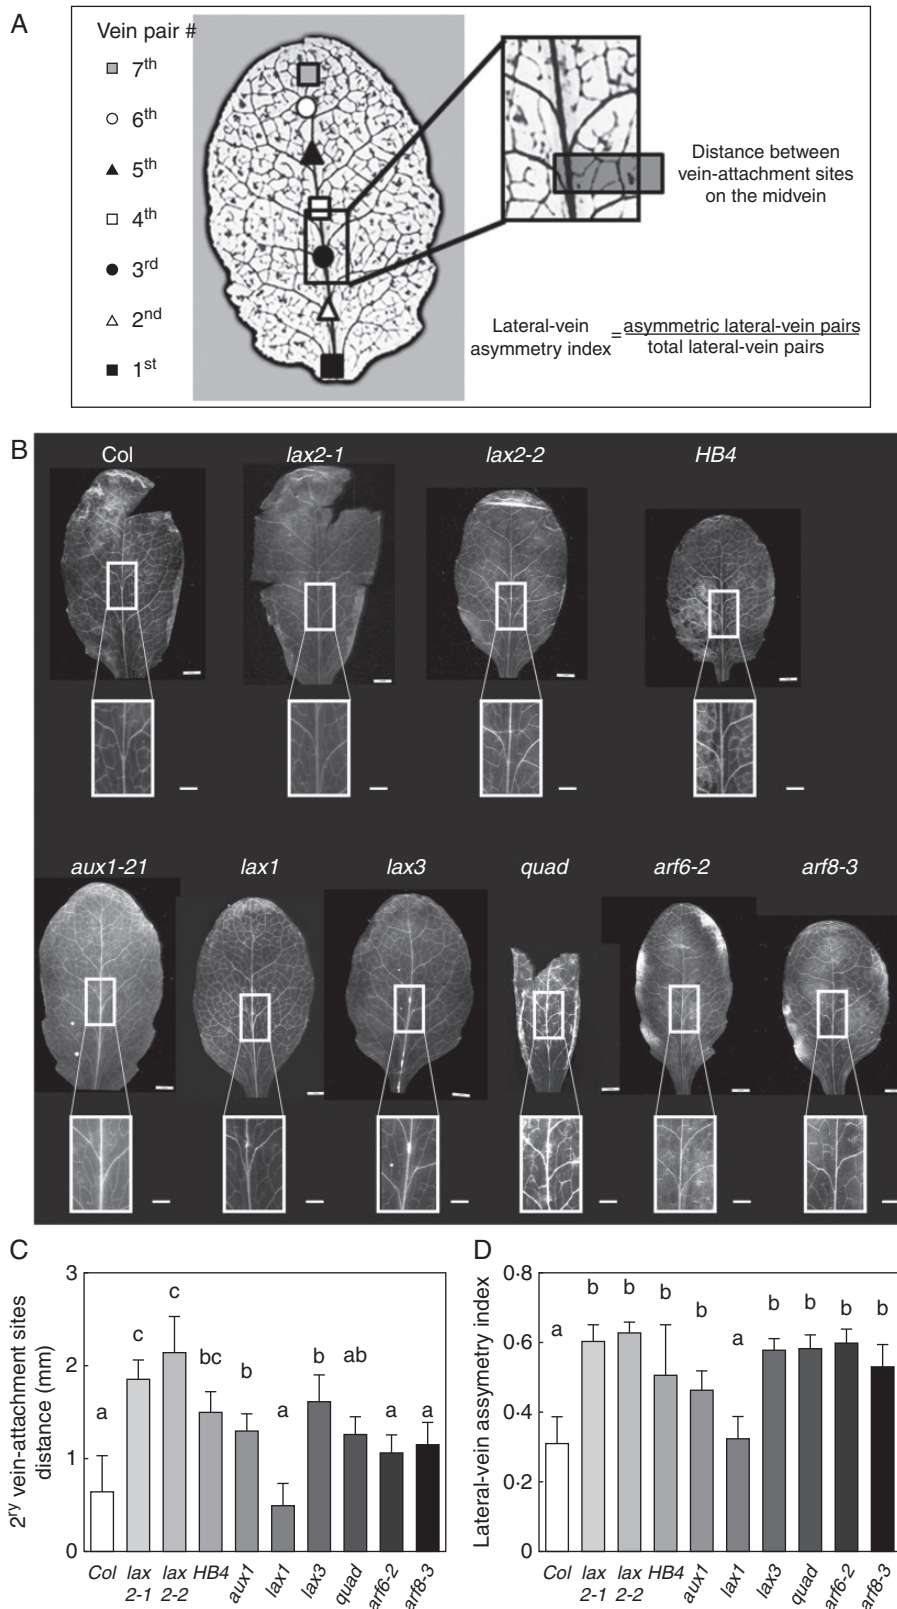 A
Vein pair #
7th
6th
5th
4th
3rd
2nd
1st
Distance between
vein-attachment sites
on the midvein
Lateral-vein
asymmetry index
=
asymmetric lateral-vein pairs
total lateral-vein pairs
B
Col
lax2-1
lax2-2
HB4
aux1-21
lax1
lax3
quad
arf6-2
arf8-3
C
2ry vein-attachment sites
distance (mm)
3
2
1
0
a
c
c
bc
b
a
b
ab
a
a
Col
lax
2-1
lax
2-2
HB4
aux1
lax1
lax3
quad
arf6-2
arf8-3
D
Lateral-vein assymetry index
0·8
0·6
0·4
0·2
0
a
b
b
b
b
a
b
b
b
b
Col
lax
2-1
lax
2-2
HB4
aux1
lax1
lax3
quad
arf6-2
arf8-3